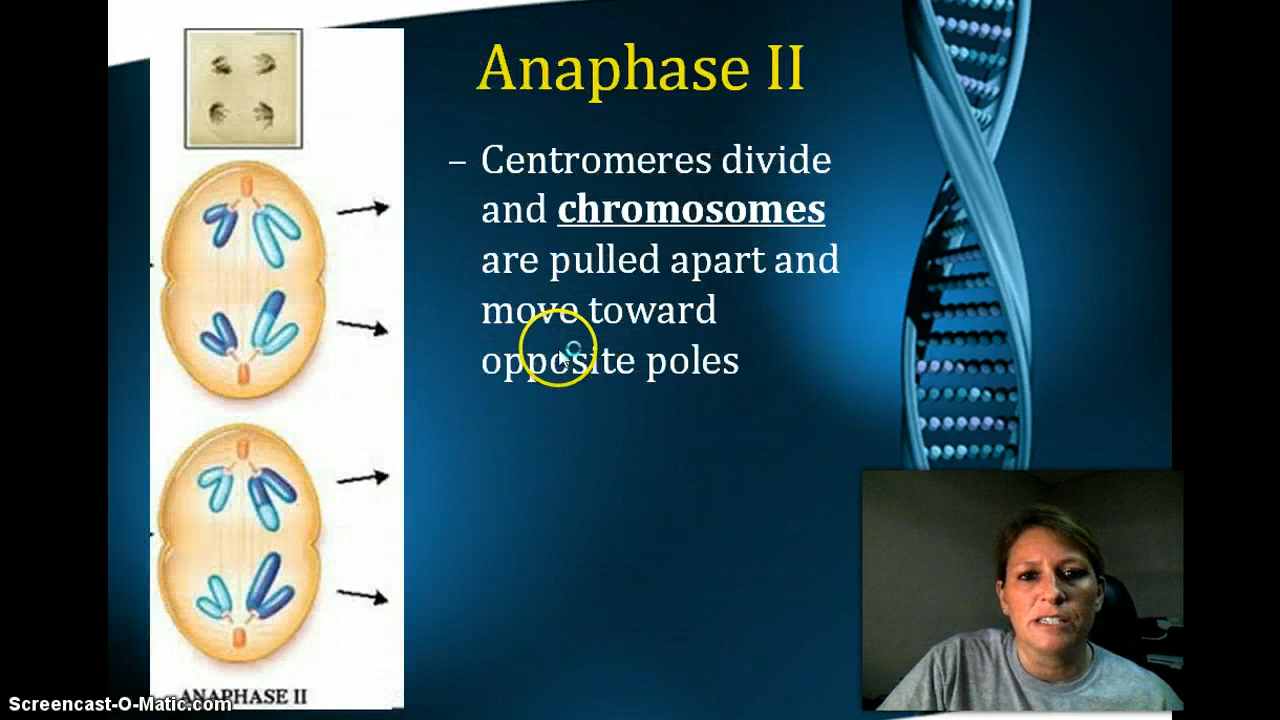 Anaphase II
– Centromeres divide
and chromosomes
are pulled apart and
move toward
opposite poles
ANAPHASE II
Screencast-O-Matic.com